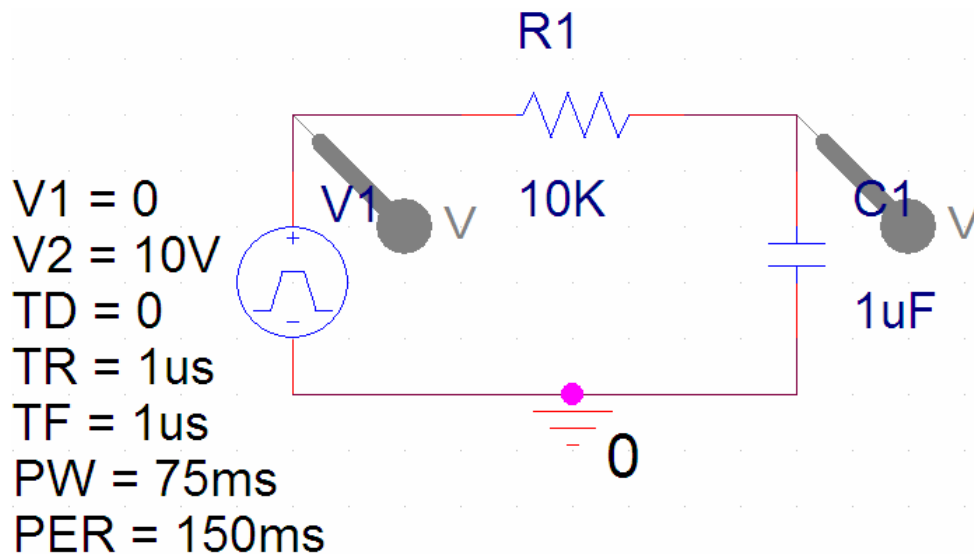 R1
V1
10K
C1
V
V
V1 = 0
V2 = 10V
TD = 0
TR = 1us
TF = 1us
PW = 75ms
PER = 150ms
1uF
0